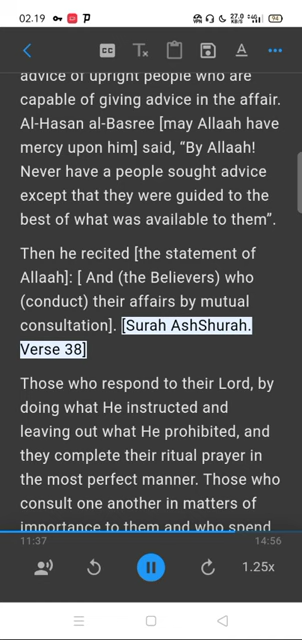 02.19
27.0 KB/S
94
CC
A
advice of upright people who are
capable of giving advice in the affair.
Al-Hasan al-Basree [may Allaah have
mercy upon him] said, “By Allaah!
Never have a people sought advice
except that they were guided to the
best of what was available to them”.
Then he recited [the statement of
Allaah]: [ And (the Believers) who
(conduct) their affairs by mutual
consultation]. [Surah AshShurah.
Verse 38]
Those who respond to their Lord, by
doing what He instructed and
leaving out what He prohibited, and
they complete their ritual prayer in
the most perfect manner. Those who
consult one another in matters of
importance to them and who spend
11:37
14:56
1.25x